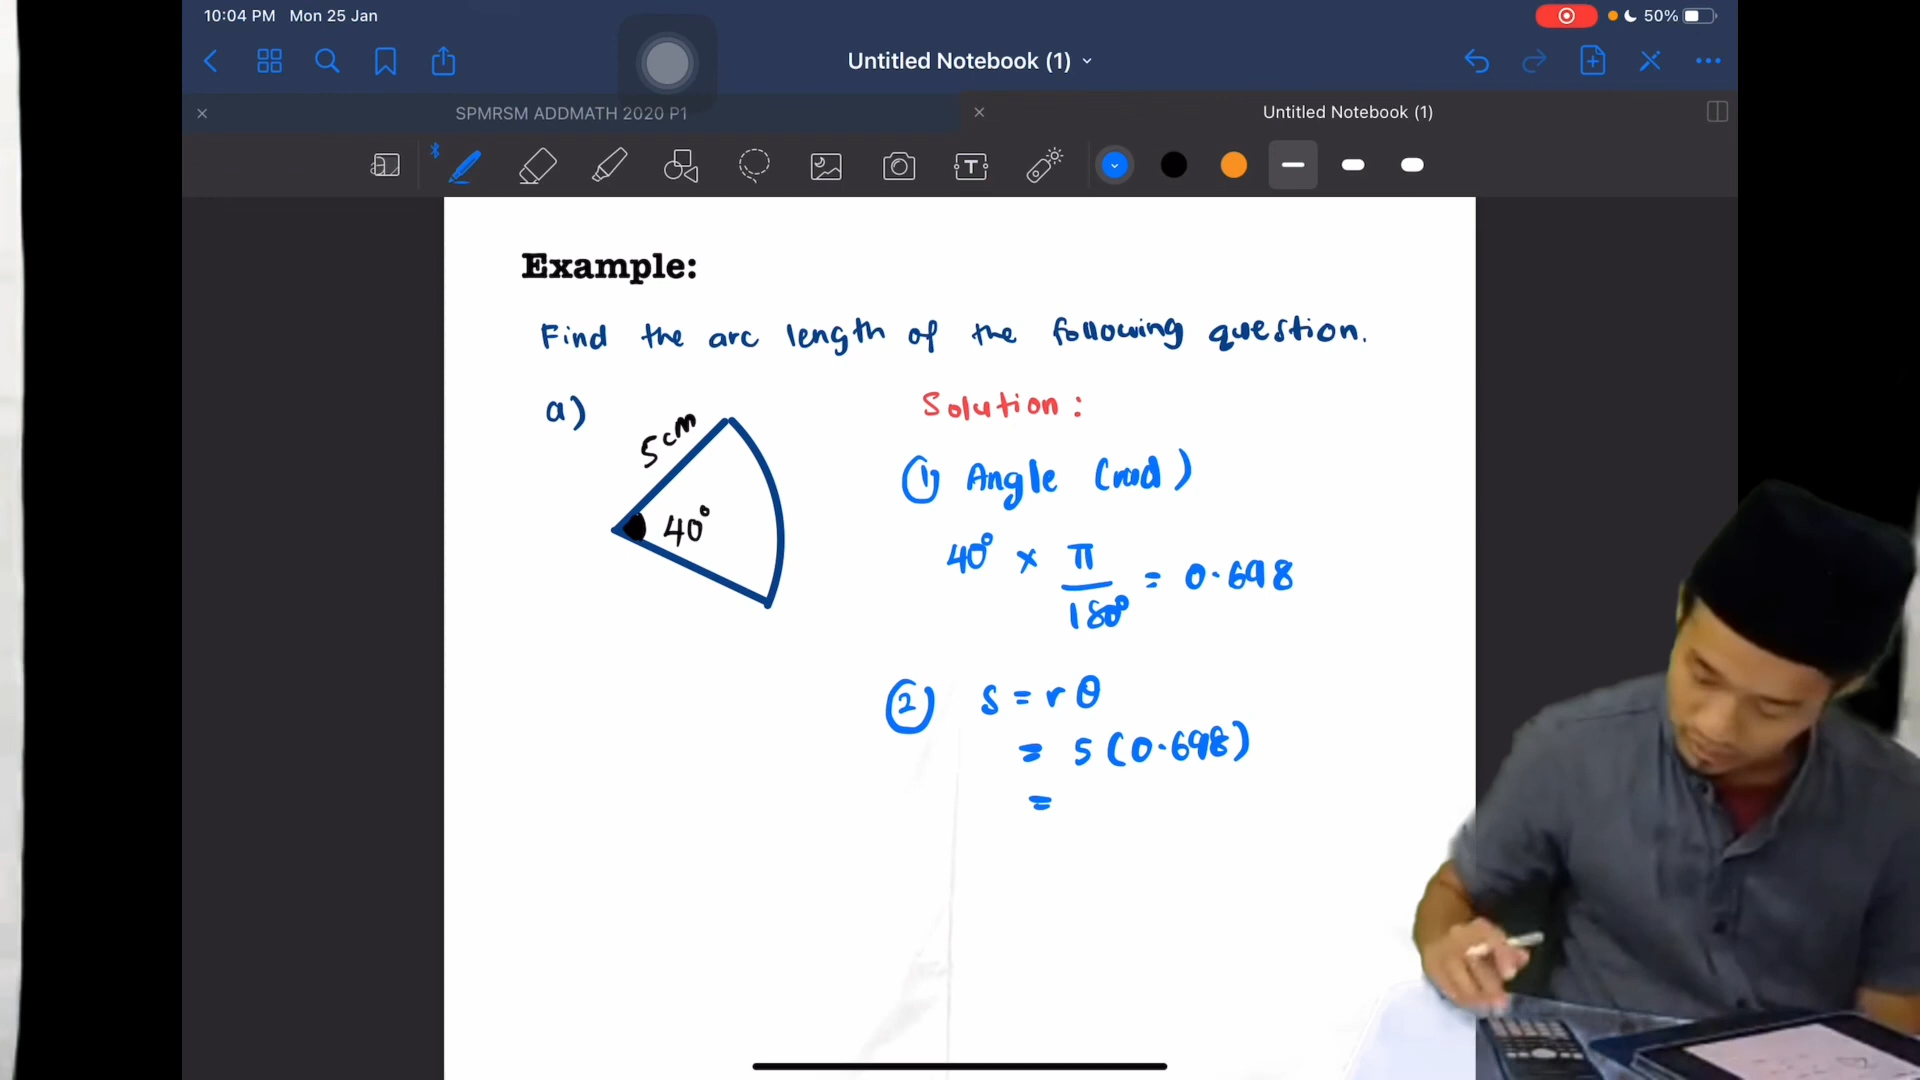 10:04 PM Mon 25 Jan
50%
Untitled Notebook (1)
SPMRSM ADDMATH 2020 P1
Untitled Notebook (1)
T
Example:
Find the arc length of the following question.
a)
5cm
40°
Solution:
① Angle (rad)
40° × π/180° = 0.698
② S = rθ
= 5(0.698)
=